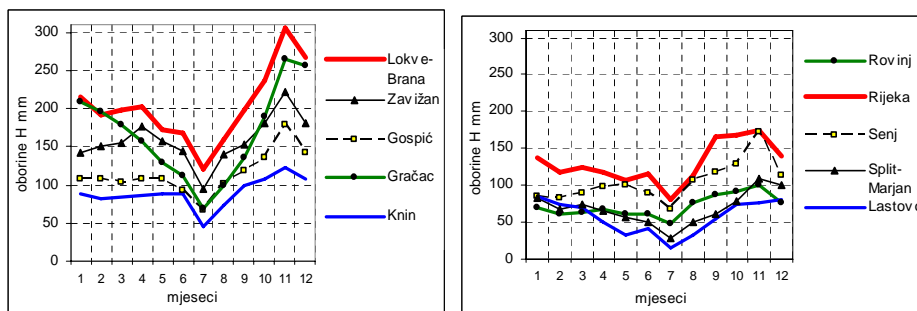 oborine H mm
300
250
200
150
100
50
0
1 2 3 4 5 6 7 8 9 10 11 12
mjeseci
Lokve-
Brana
Zavižan
Gospić
Gračac
Knin
oborine H mm
300
250
200
150
100
50
0
1 2 3 4 5 6 7 8 9 10 11 12
mjeseci
Rovinj
Rijeka
Senj
Split-
Marjan
Lastovo